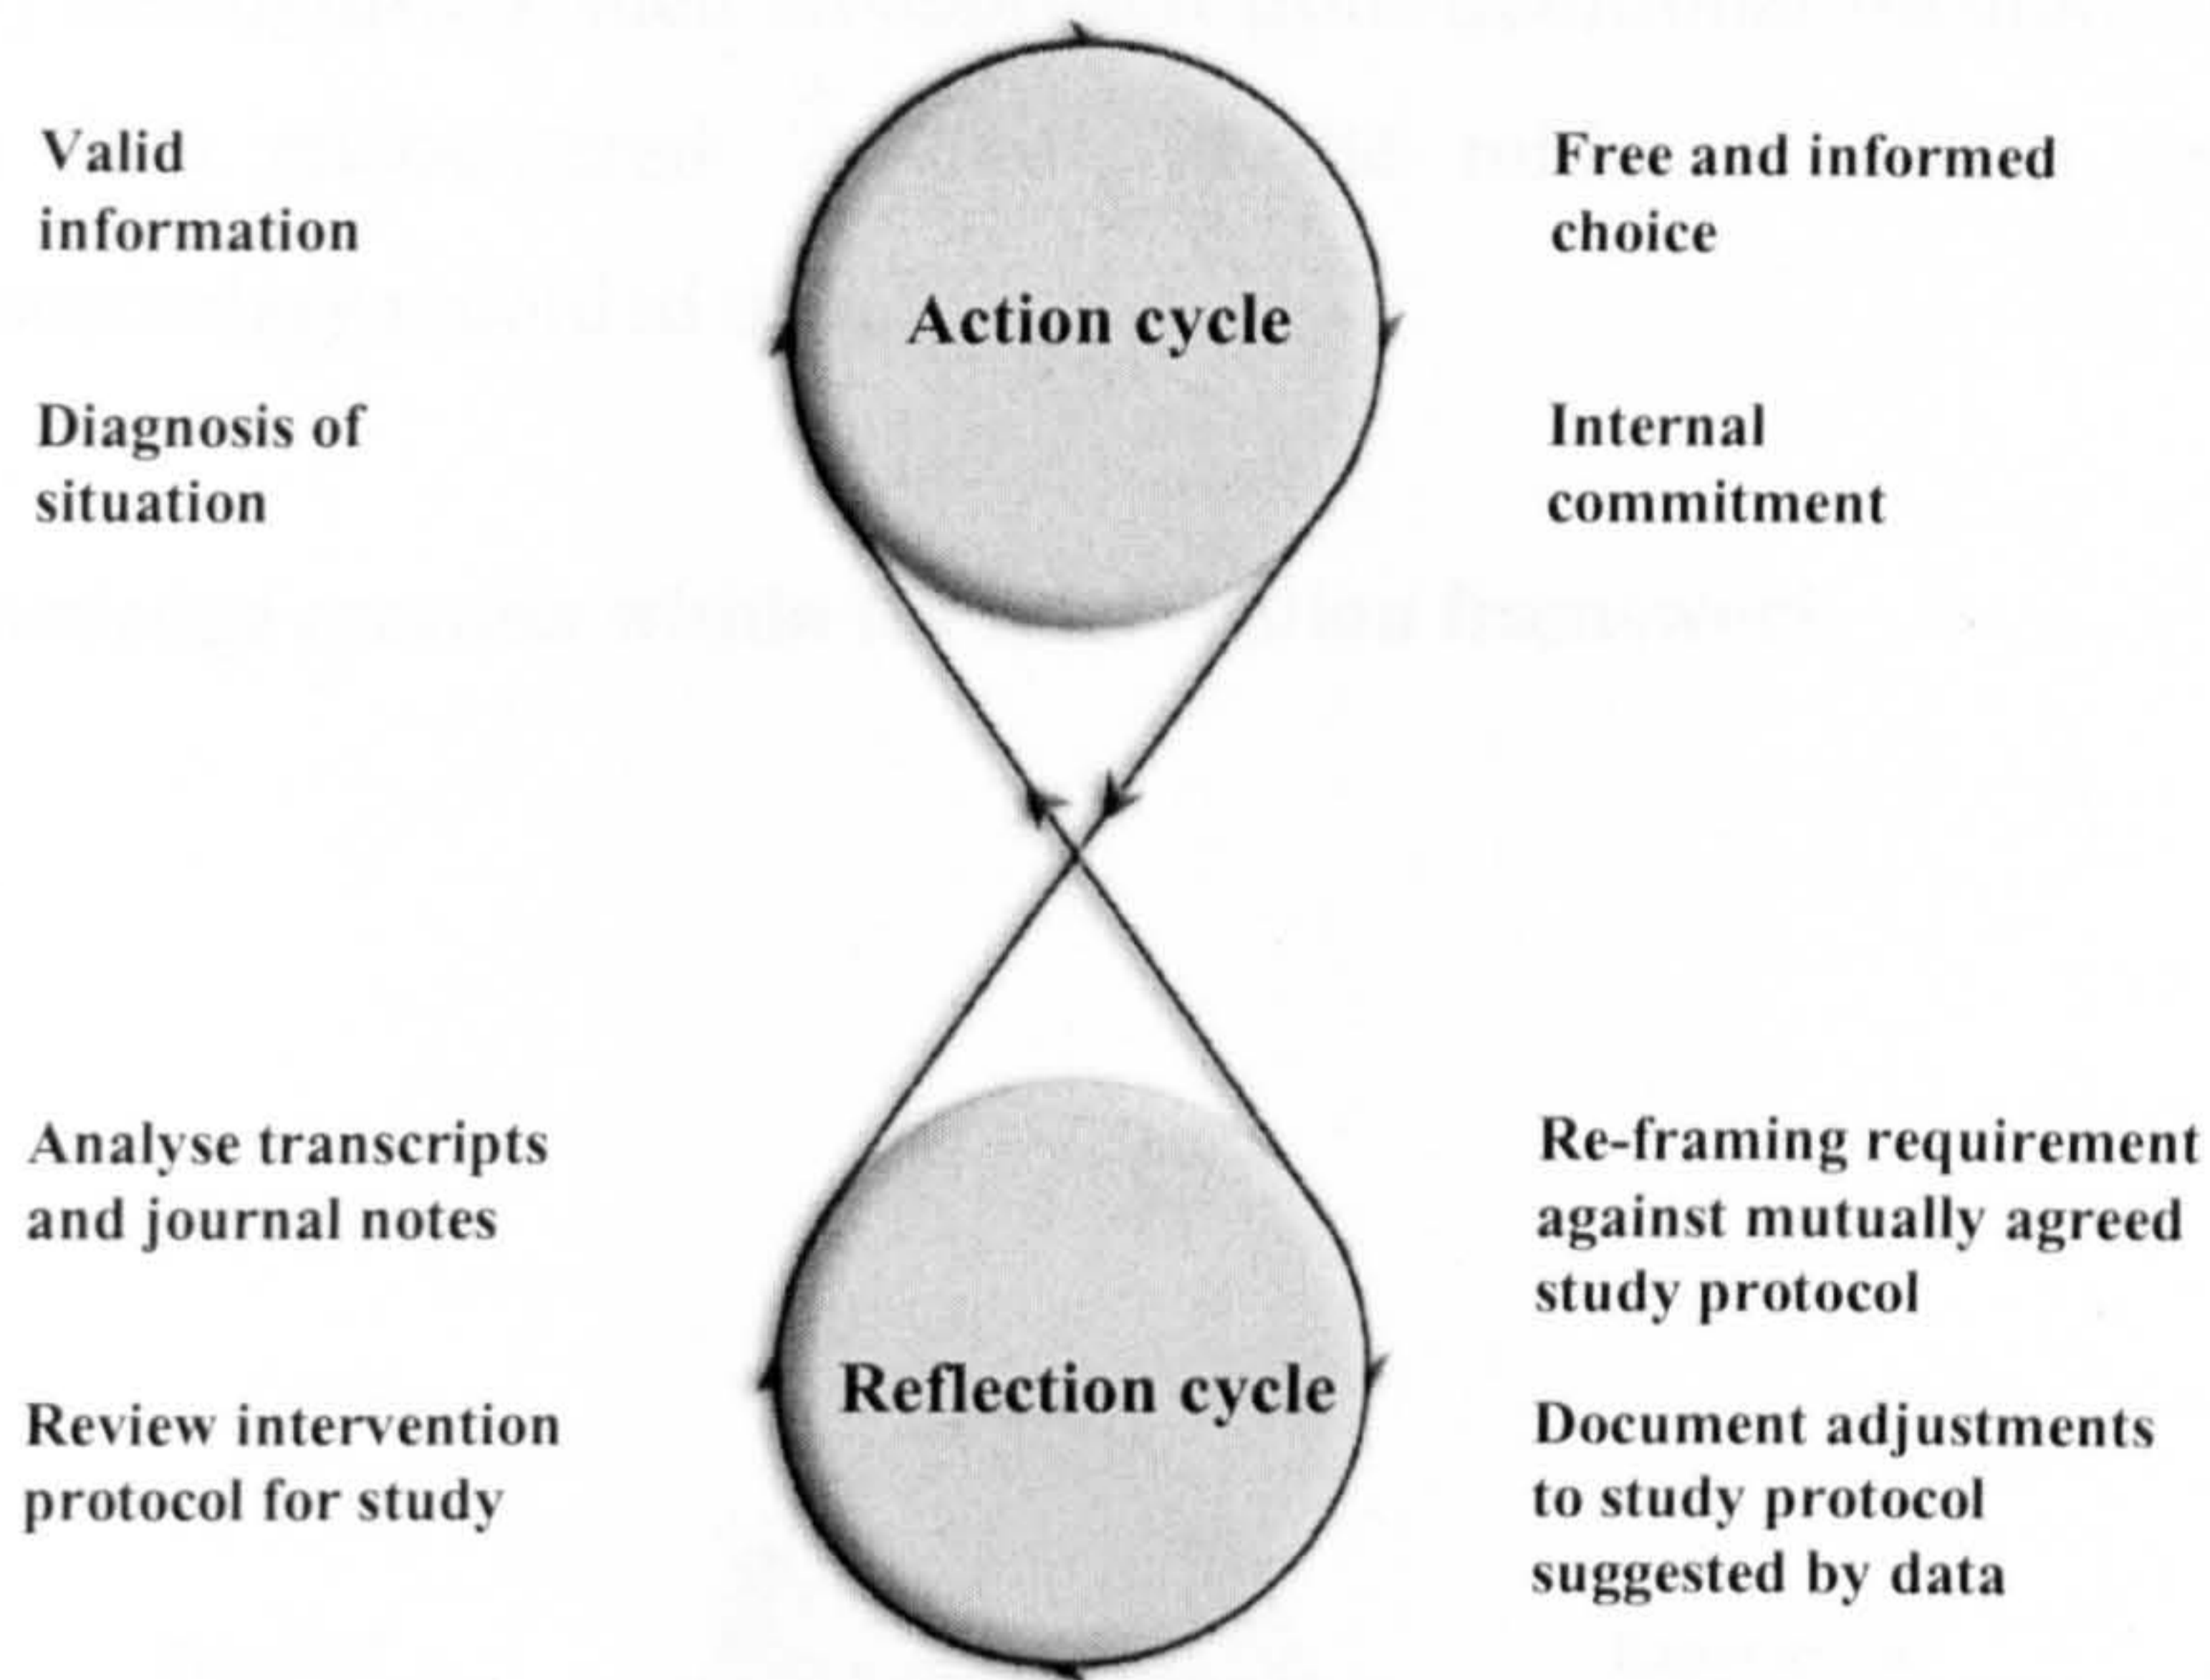 Valid
information
Free and informed
choice
Action cycle
Diagnosis of
situation
Internal
commitment
Analyse transcripts
and journal notes
Re-framing requirement
against mutually agreed
study protocol
Reflection cycle
Review intervention
protocol for study
Document adjustments
to study protocol
suggested by data